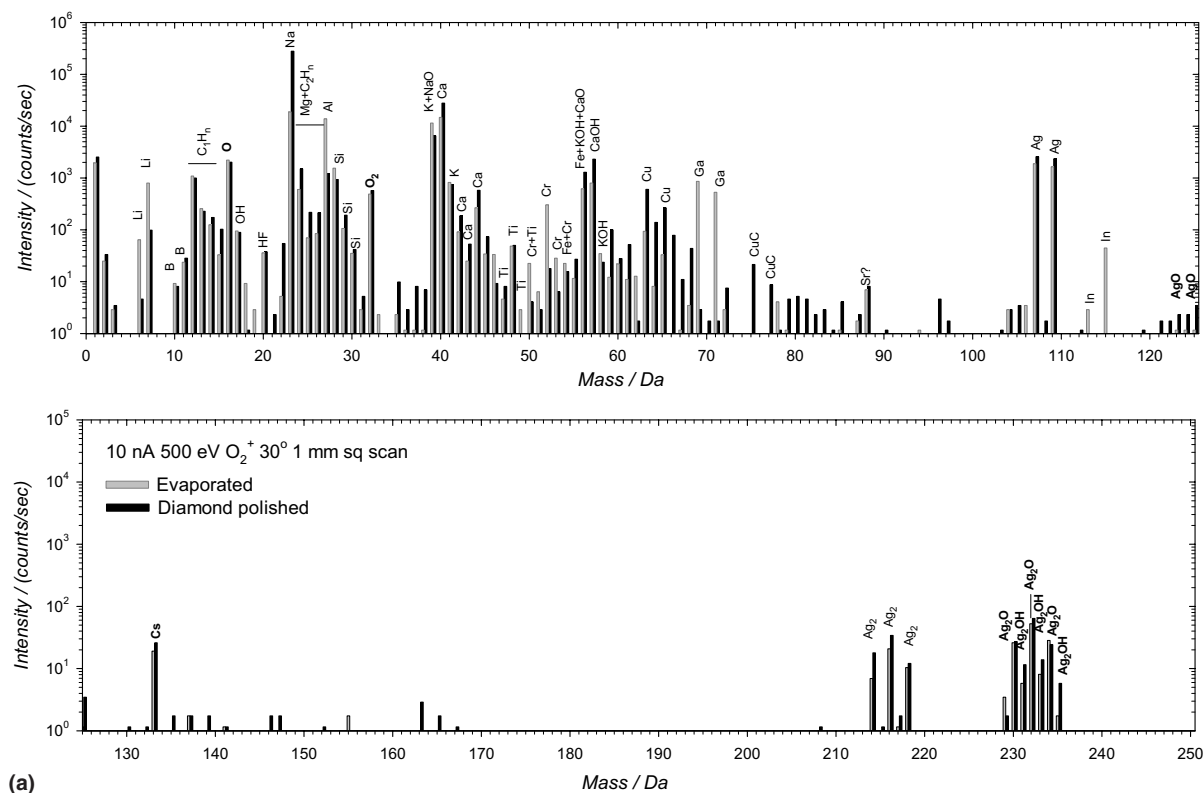 10⁶
10⁵
10⁴
10³
10²
10¹
10⁰
Intensity / (counts/sec)
Li
Li
B
B
C₁Hₙ
O
OH
HF
Na
Mg+C₂Hₙ
Al
Si
Si
Si
O₂
K+NaO
Ca
K
Ca
Ca
Ca
Ti
Ti
Ti
Cr+Ti
Cr
Cr
Fe+Cr
Fe+KOH+CaO
CaOH
KOH
Cu
Cu
Ga
Ga
CuC
CuC
Sr?
Ag
Ag
In
In
AgO
AgO
0 10 20 30 40 50 60 70 80 90 100 110 120
Mass / Da
10⁵
10⁴
10³
10²
10¹
10⁰
Intensity / (counts/sec)
10 nA 500 eV O₂⁺ 30° 1 mm sq scan
Evaporated
Diamond polished
Cs
Ag₂
Ag₂
Ag₂
Ag₂O
Ag₂OH
Ag₂O
Ag₂OH
Ag₂O
Ag₂OH
130 140 150 160 170 180 190 200 210 220 230 240 250
(a)
Mass / Da